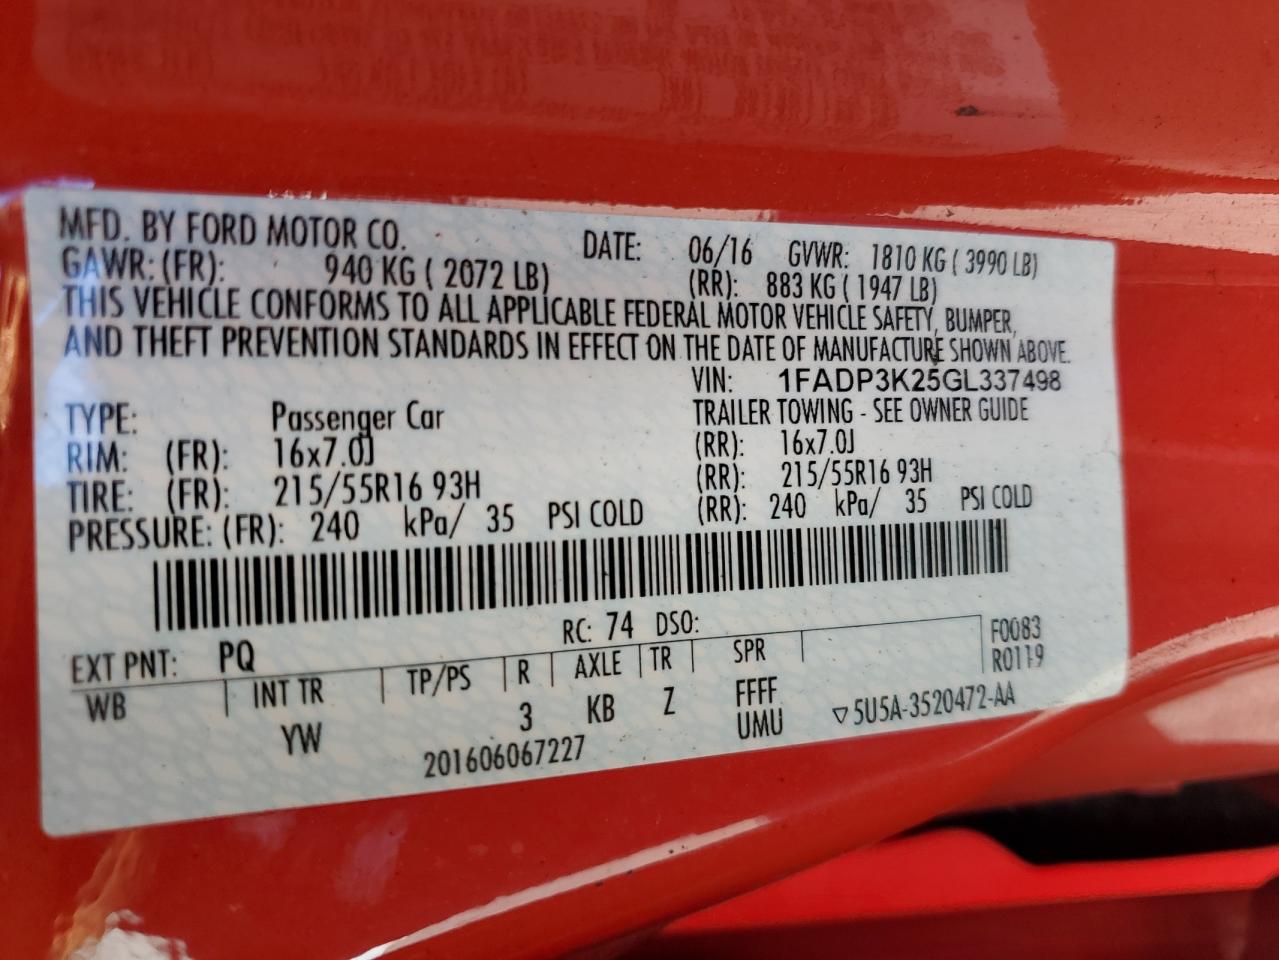 MFD. BY FORD MOTOR CO. DATE: 06/16 GVWR: 1810 KG ( 3990 LB)
GAWR: (FR): 940 KG ( 2072 LB) (RR): 883 KG ( 1947 LB)
THIS VEHICLE CONFORMS TO ALL APPLICABLE FEDERAL MOTOR VEHICLE SAFETY, BUMPER,
AND THEFT PREVENTION STANDARDS IN EFFECT ON THE DATE OF MANUFACTURE SHOWN ABOVE.
VIN: 1FADP3K25GL337498
TYPE: Passenger Car TRAILER TOWING - SEE OWNER GUIDE
RIM: (FR): 16x7.0J (RR): 16x7.0J
TIRE: (FR): 215/55R16 93H (RR): 215/55R16 93H
PRESSURE: (FR): 240 kPa/ 35 PSI COLD (RR): 240 kPa/ 35 PSI COLD
RC: 74 DSO: F0083
EXT PNT: PQ R0119
WB INT TR TP/PS R AXLE TR SPR
YW 3 KB Z FFFF ▽5U5A-3520472-AA
UMU
201606067227